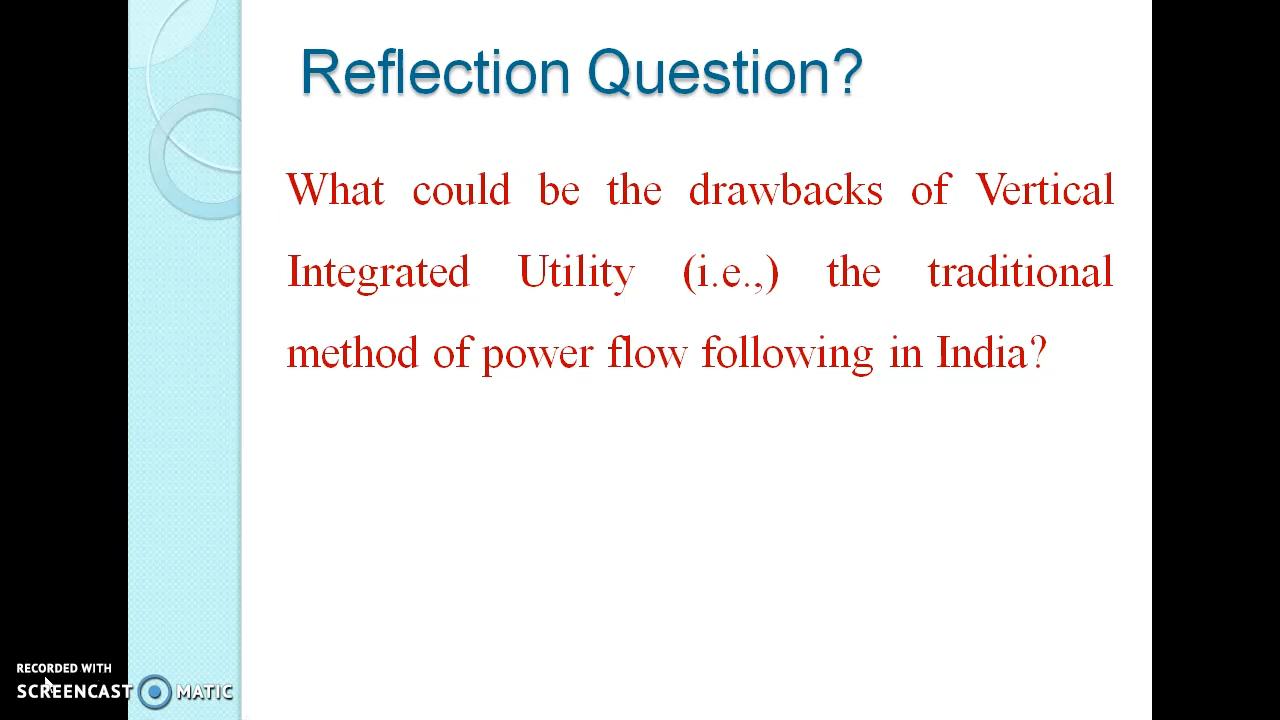 Reflection Question?
What could be the drawbacks of Vertical
Integrated Utility (i.e.,) the traditional
method of power flow following in India?
RECORDED WITH
SCREENCAST MATIC